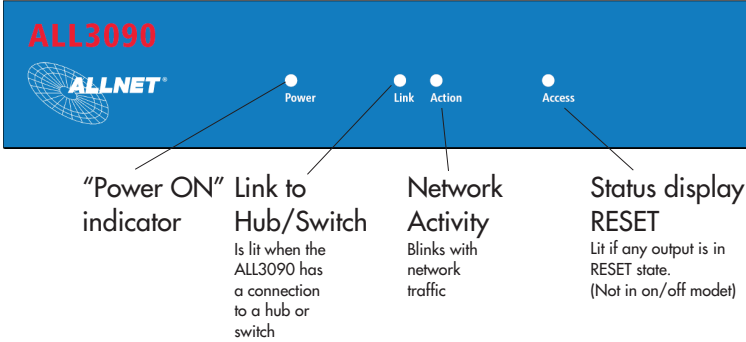 ALL3090
ALLNET®
Power
Link
Action
Access
“Power ON”
indicator
Link to
Hub/Switch
Is lit when the
ALL3090 has
a connection
to a hub or
switch
Network
Activity
Blinks with
network
traffic
Status display
RESET
Lit if any output is in
RESET state.
(Not in on/off modet)